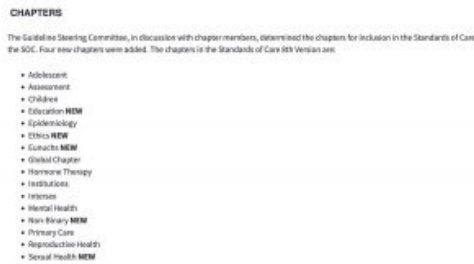 CHAPTERS
The Guideline Steering Committee, in discussion with chapter members, determined the chapters for inclusion in the Standards of Care
the SOC. Four new chapters were added. The chapters in the Standards of Care 8th Version are:
• Adolescent
• Assessment
• Children
• Education NEW
• Epidemiology
• Ethics NEW
• Eunuchs NEW
• Global Chapter
• Hormone Therapy
• Institutions
• Intersex
• Mental Health
• Non Binary NEW
• Primary Care
• Reproductive Health
• Sexual Health NEW